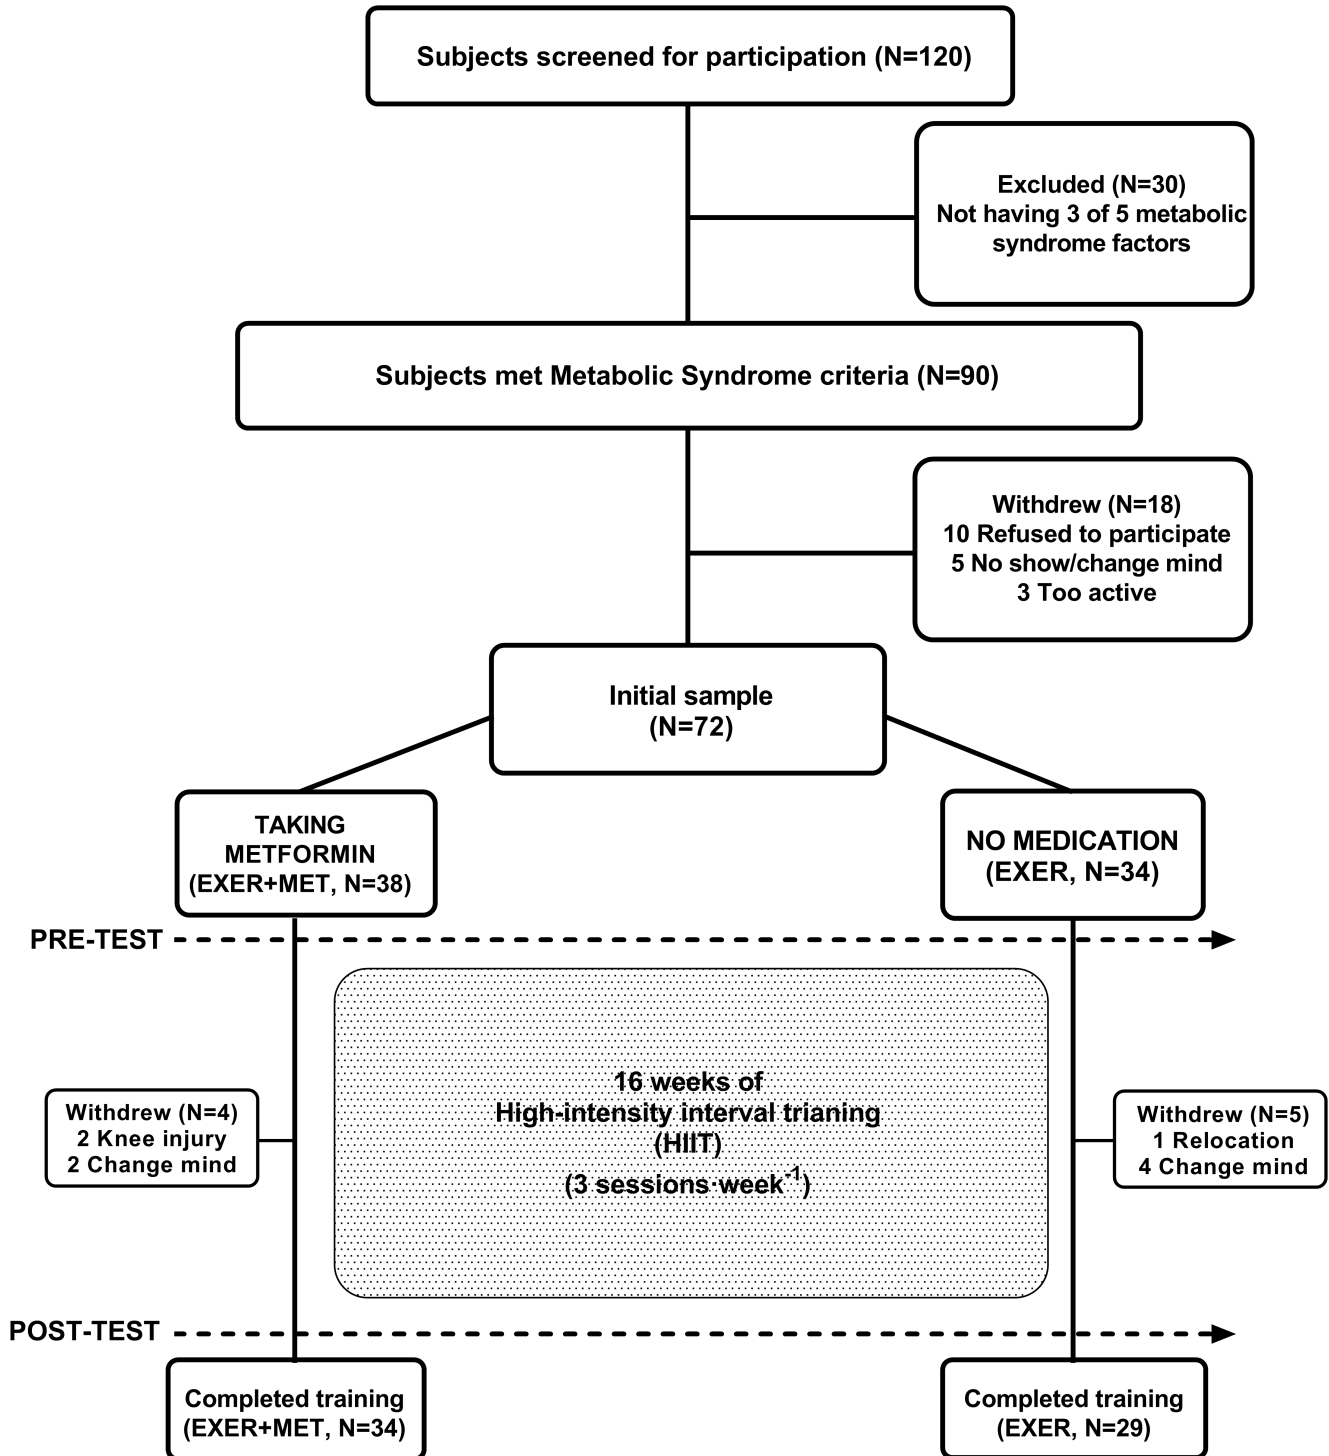 Subjects screened for participation (N=120)
Excluded (N=30)
Not having 3 of 5 metabolic
syndrome factors
Subjects met Metabolic Syndrome criteria (N=90)
Withdrew (N=18)
10 Refused to participate
5 No show/change mind
3 Too active
Initial sample
(N=72)
TAKING
METFORMIN
(EXER+MET, N=38)
NO MEDICATION
(EXER, N=34)
PRE-TEST
16 weeks of
High-intensity interval trianing
(HIIT)
(3 sessions·week⁻¹)
Withdrew (N=4)
2 Knee injury
2 Change mind
Withdrew (N=5)
1 Relocation
4 Change mind
POST-TEST
Completed training
(EXER+MET, N=34)
Completed training
(EXER, N=29)